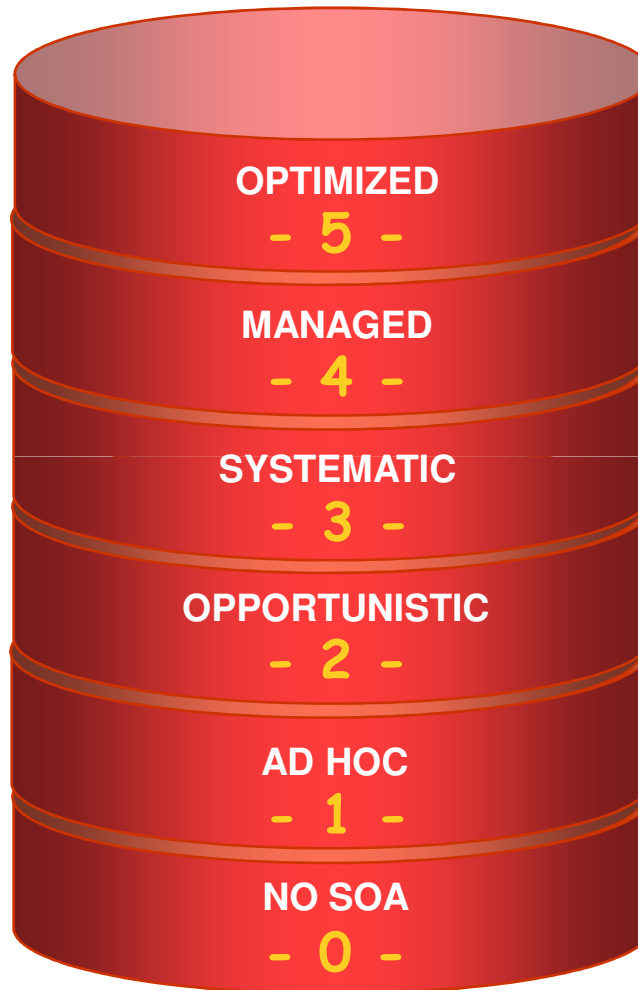 OPTIMIZED
- 5 -
MANAGED
- 4 -
SYSTEMATIC
- 3 -
OPPORTUNISTIC
- 2 -
AD HOC
- 1 -
NO SOA
- 0 -